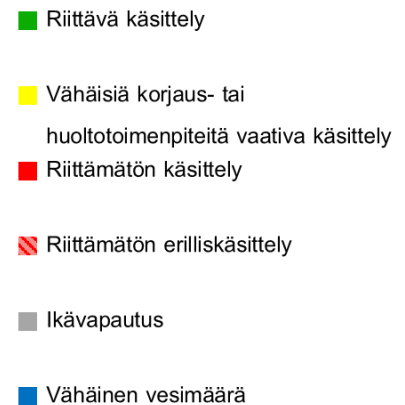 Riittävä käsittely
Vähäisiä korjaus- tai
huoltotoimenpiteitä vaativa käsittely
Riittämätön käsittely
Riittämätön erilliskäsittely
Ikävapautus
Vähäinen vesimäärä